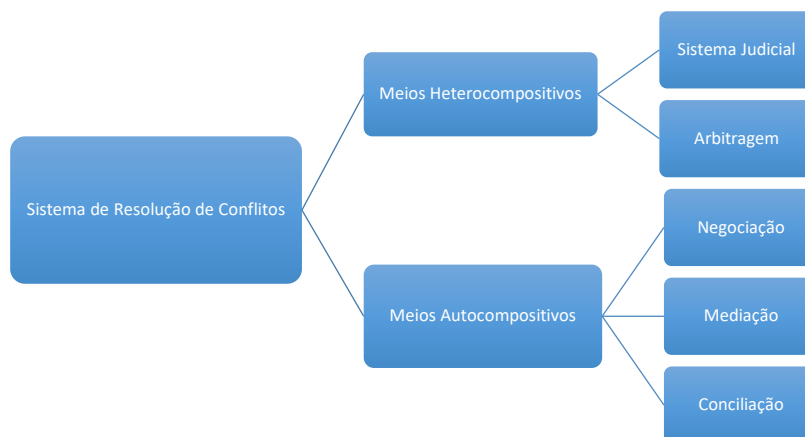 Sistema de Resolução de Conflitos
Meios Heterocompositivos
Sistema Judicial
Arbitragem
Meios Autocompositivos
Negociação
Mediação
Conciliação